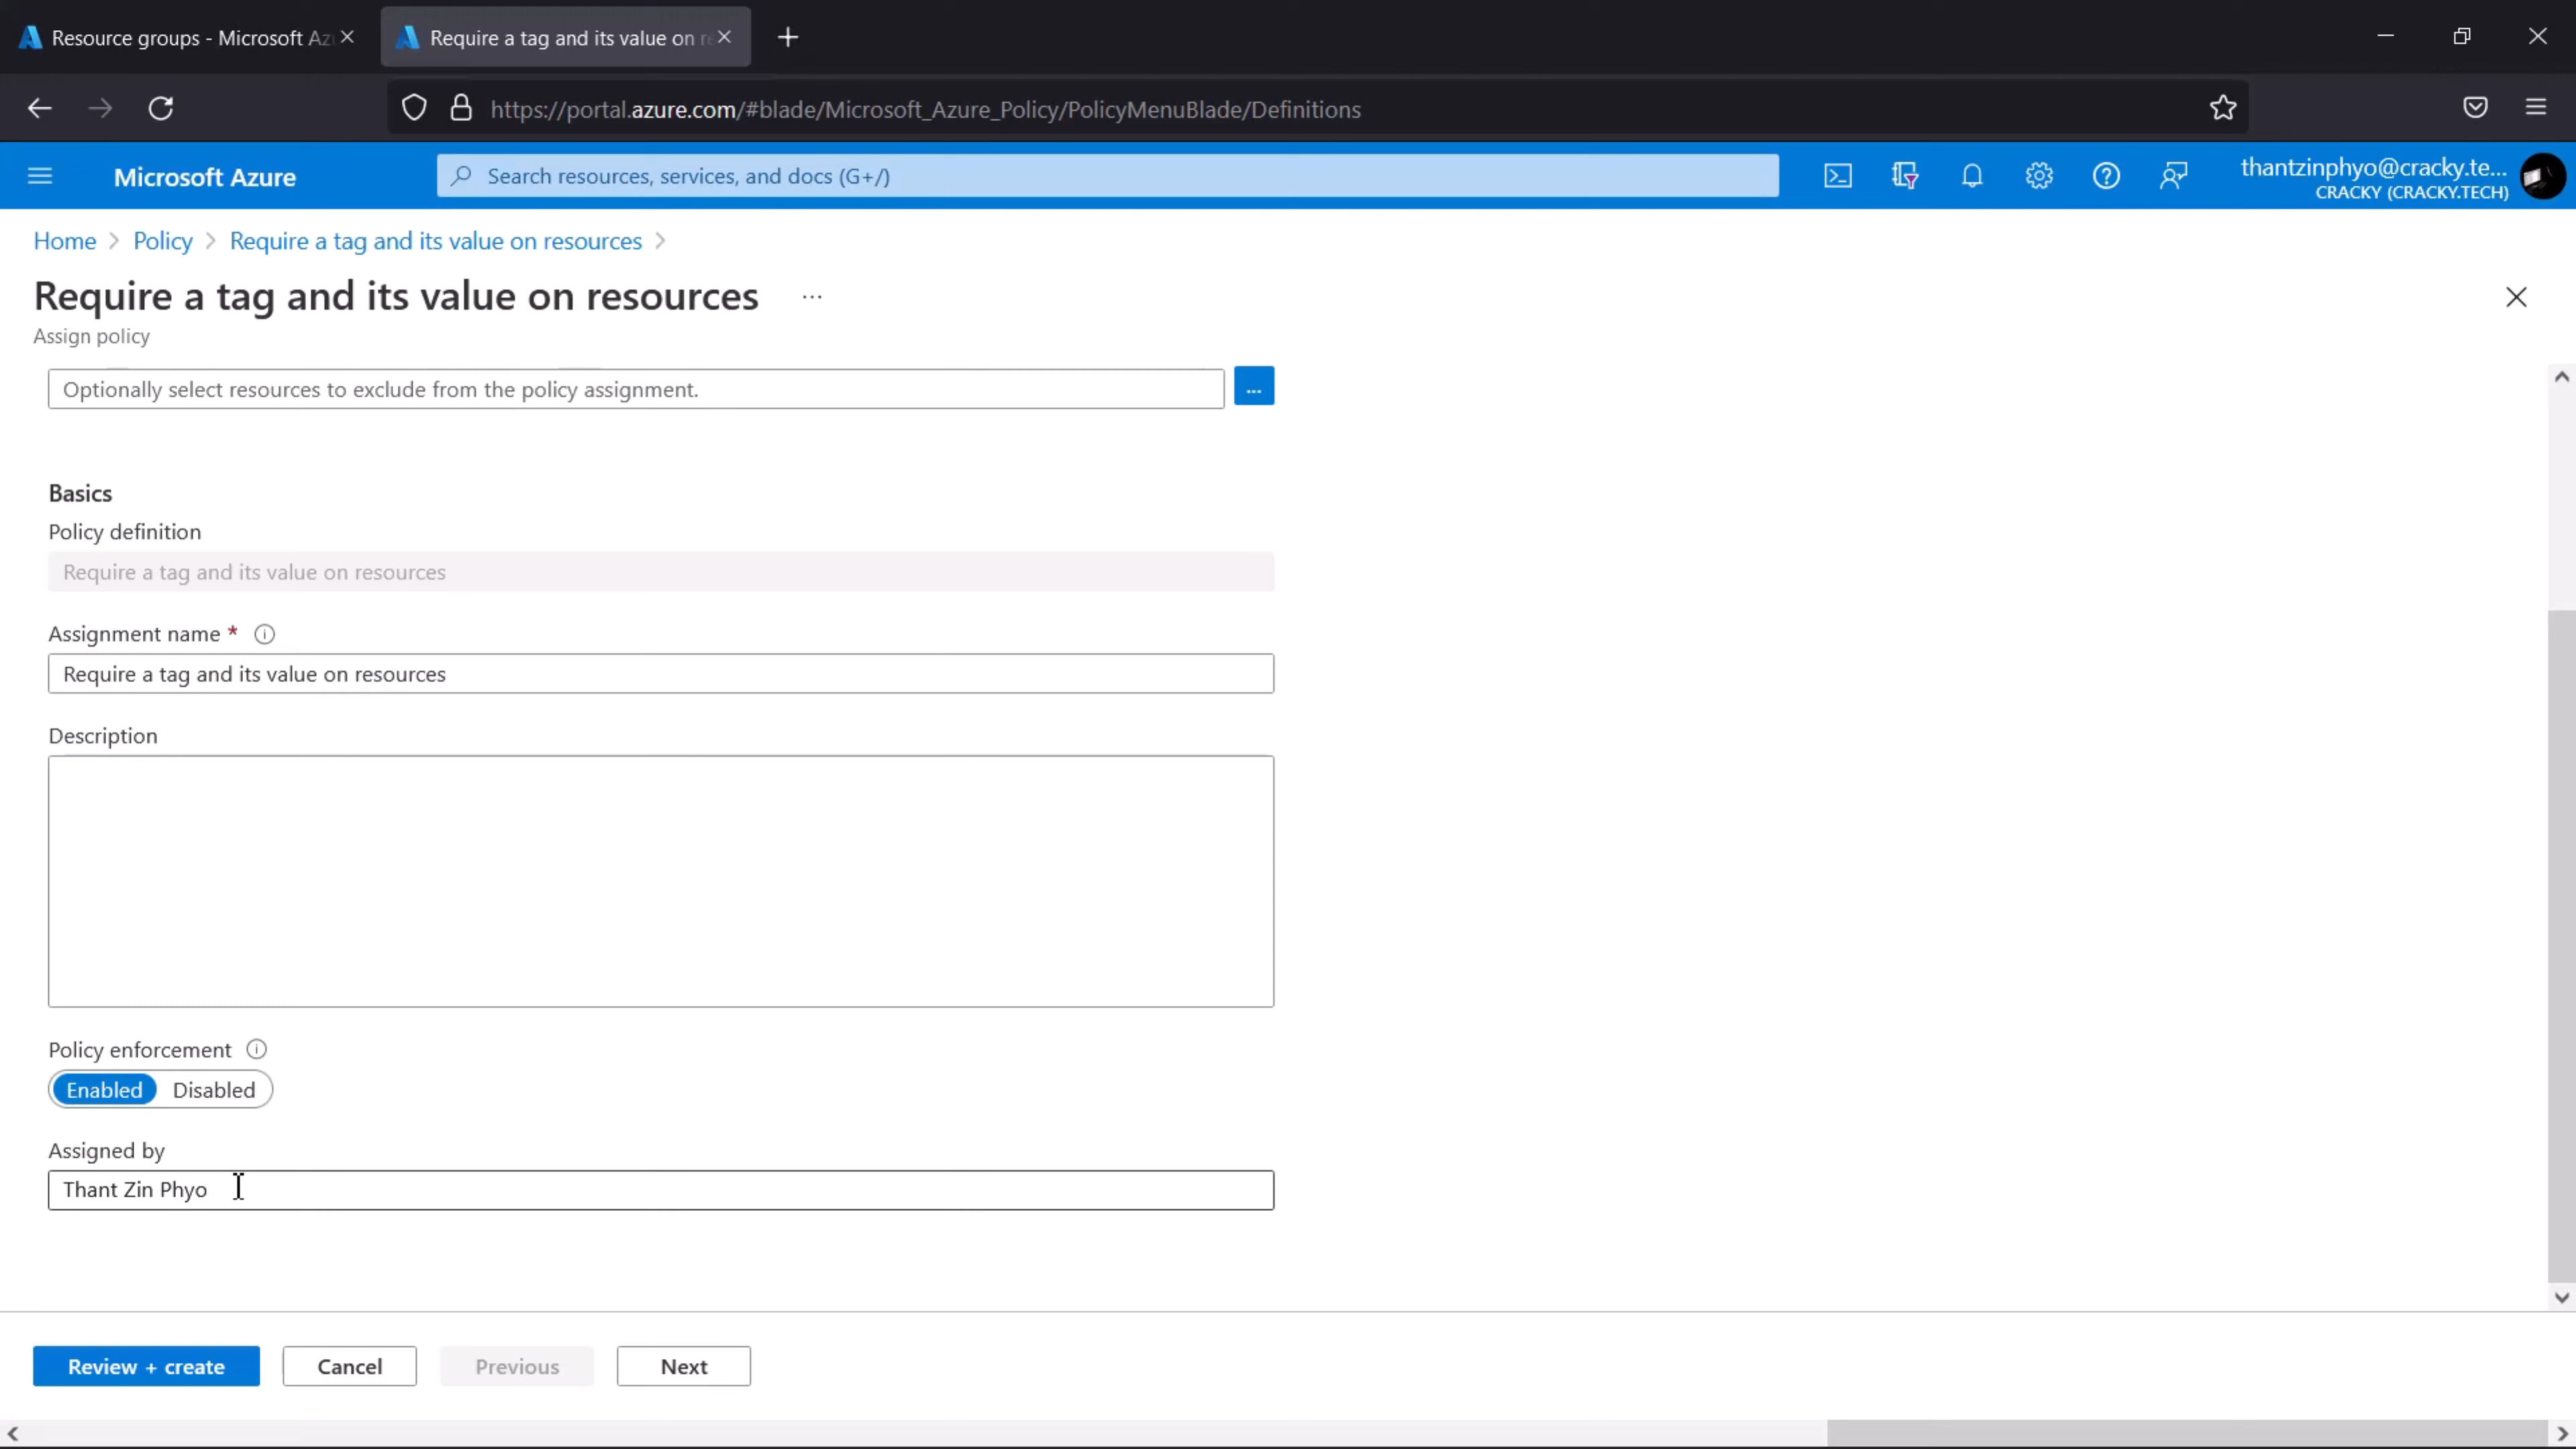 Resource groups - Microsoft Az
Require a tag and its value on re
https://portal.azure.com/#blade/Microsoft_Azure_Policy/PolicyMenuBlade/Definitions
Microsoft Azure
Search resources, services, and docs (G+/)
thantzinphyo@cracky.te...
CRACKY (CRACKY.TECH)
Home > Policy > Require a tag and its value on resources >
Require a tag and its value on resources ...
Assign policy
Optionally select resources to exclude from the policy assignment.
...
Basics
Policy definition
Require a tag and its value on resources
Assignment name *
Require a tag and its value on resources
Description
Policy enforcement
Enabled Disabled
Assigned by
Thant Zin Phyo
Review + create
Cancel
Previous
Next